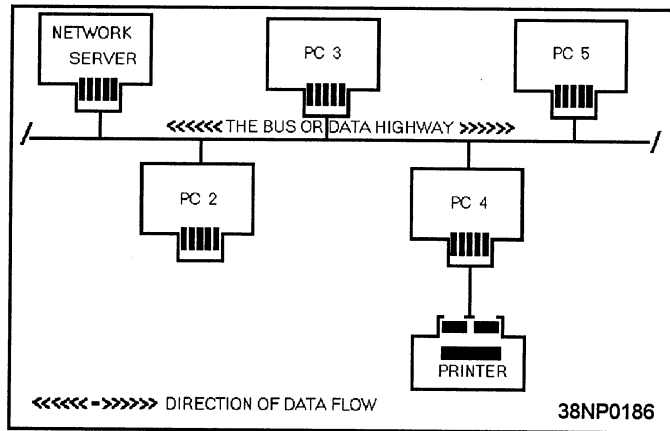 NETWORK
SERVER
PC 3
PC 5
<<<<<< THE BUS OR DATA HIGHWAY >>>>>>
PC 2
PC 4
PRINTER
<<<<<<->>>>>> DIRECTION OF DATA FLOW
38NP0186